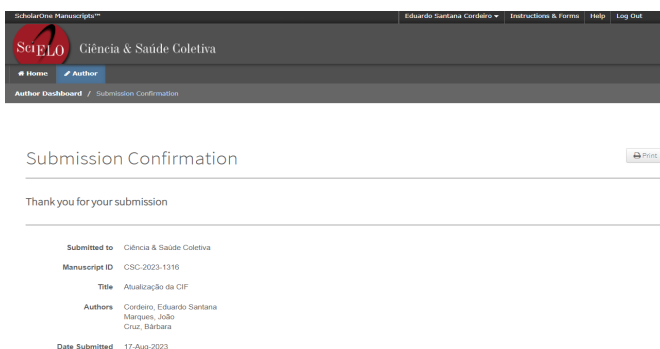 ScholarOne Manuscripts™ Eduardo Santana Cordeiro Instructions & Forms Help Log Out
SciELO Ciência & Saúde Coletiva
Home Author
Author Dashboard / Submission Confirmation
Submission Confirmation
Print
Thank you for your submission
Submitted to Ciência & Saúde Coletiva
Manuscript ID CSC-2023-1316
Title Atualização da CIF
Authors Cordeiro, Eduardo Santana
Marques, João
Cruz, Bárbara
Date Submitted 17-Aug-2023